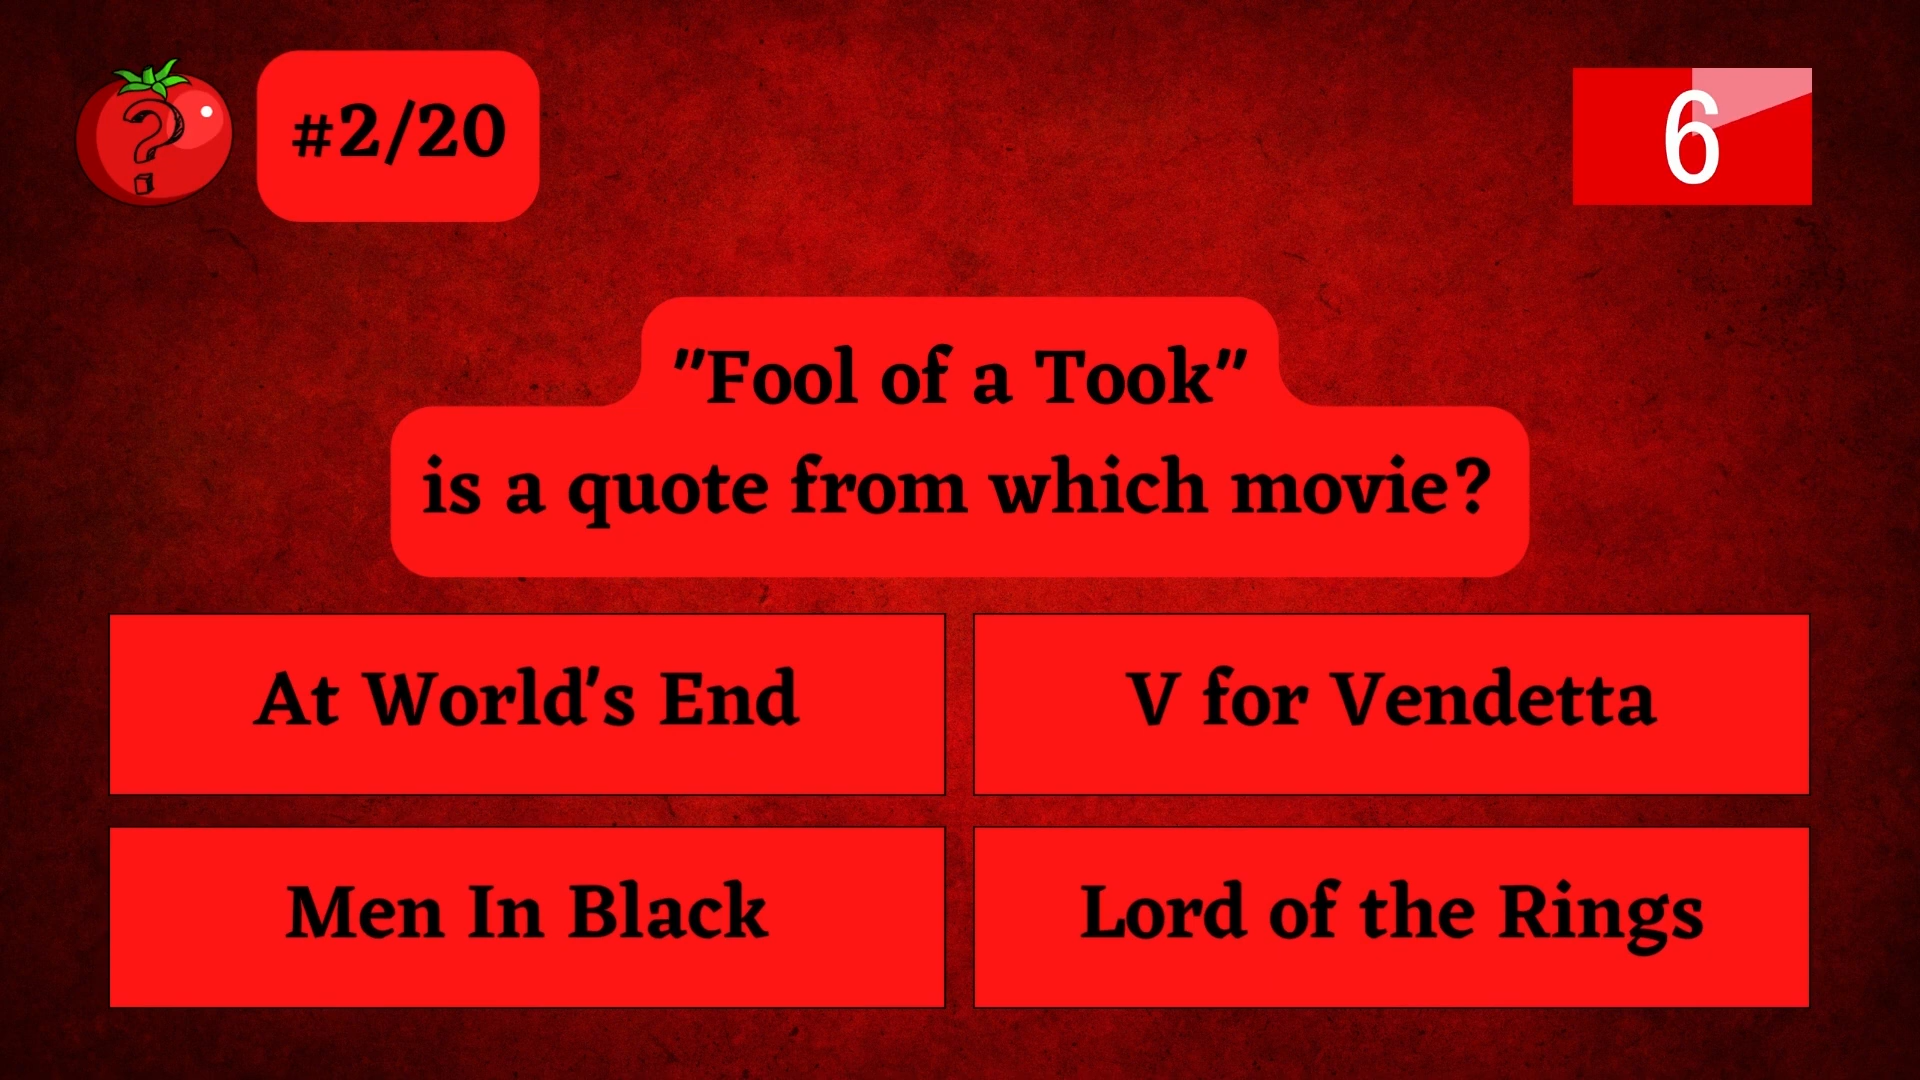 ?
#2/20
6
"Fool of a Took"
is a quote from which movie?
At World's End
V for Vendetta
Men In Black
Lord of the Rings